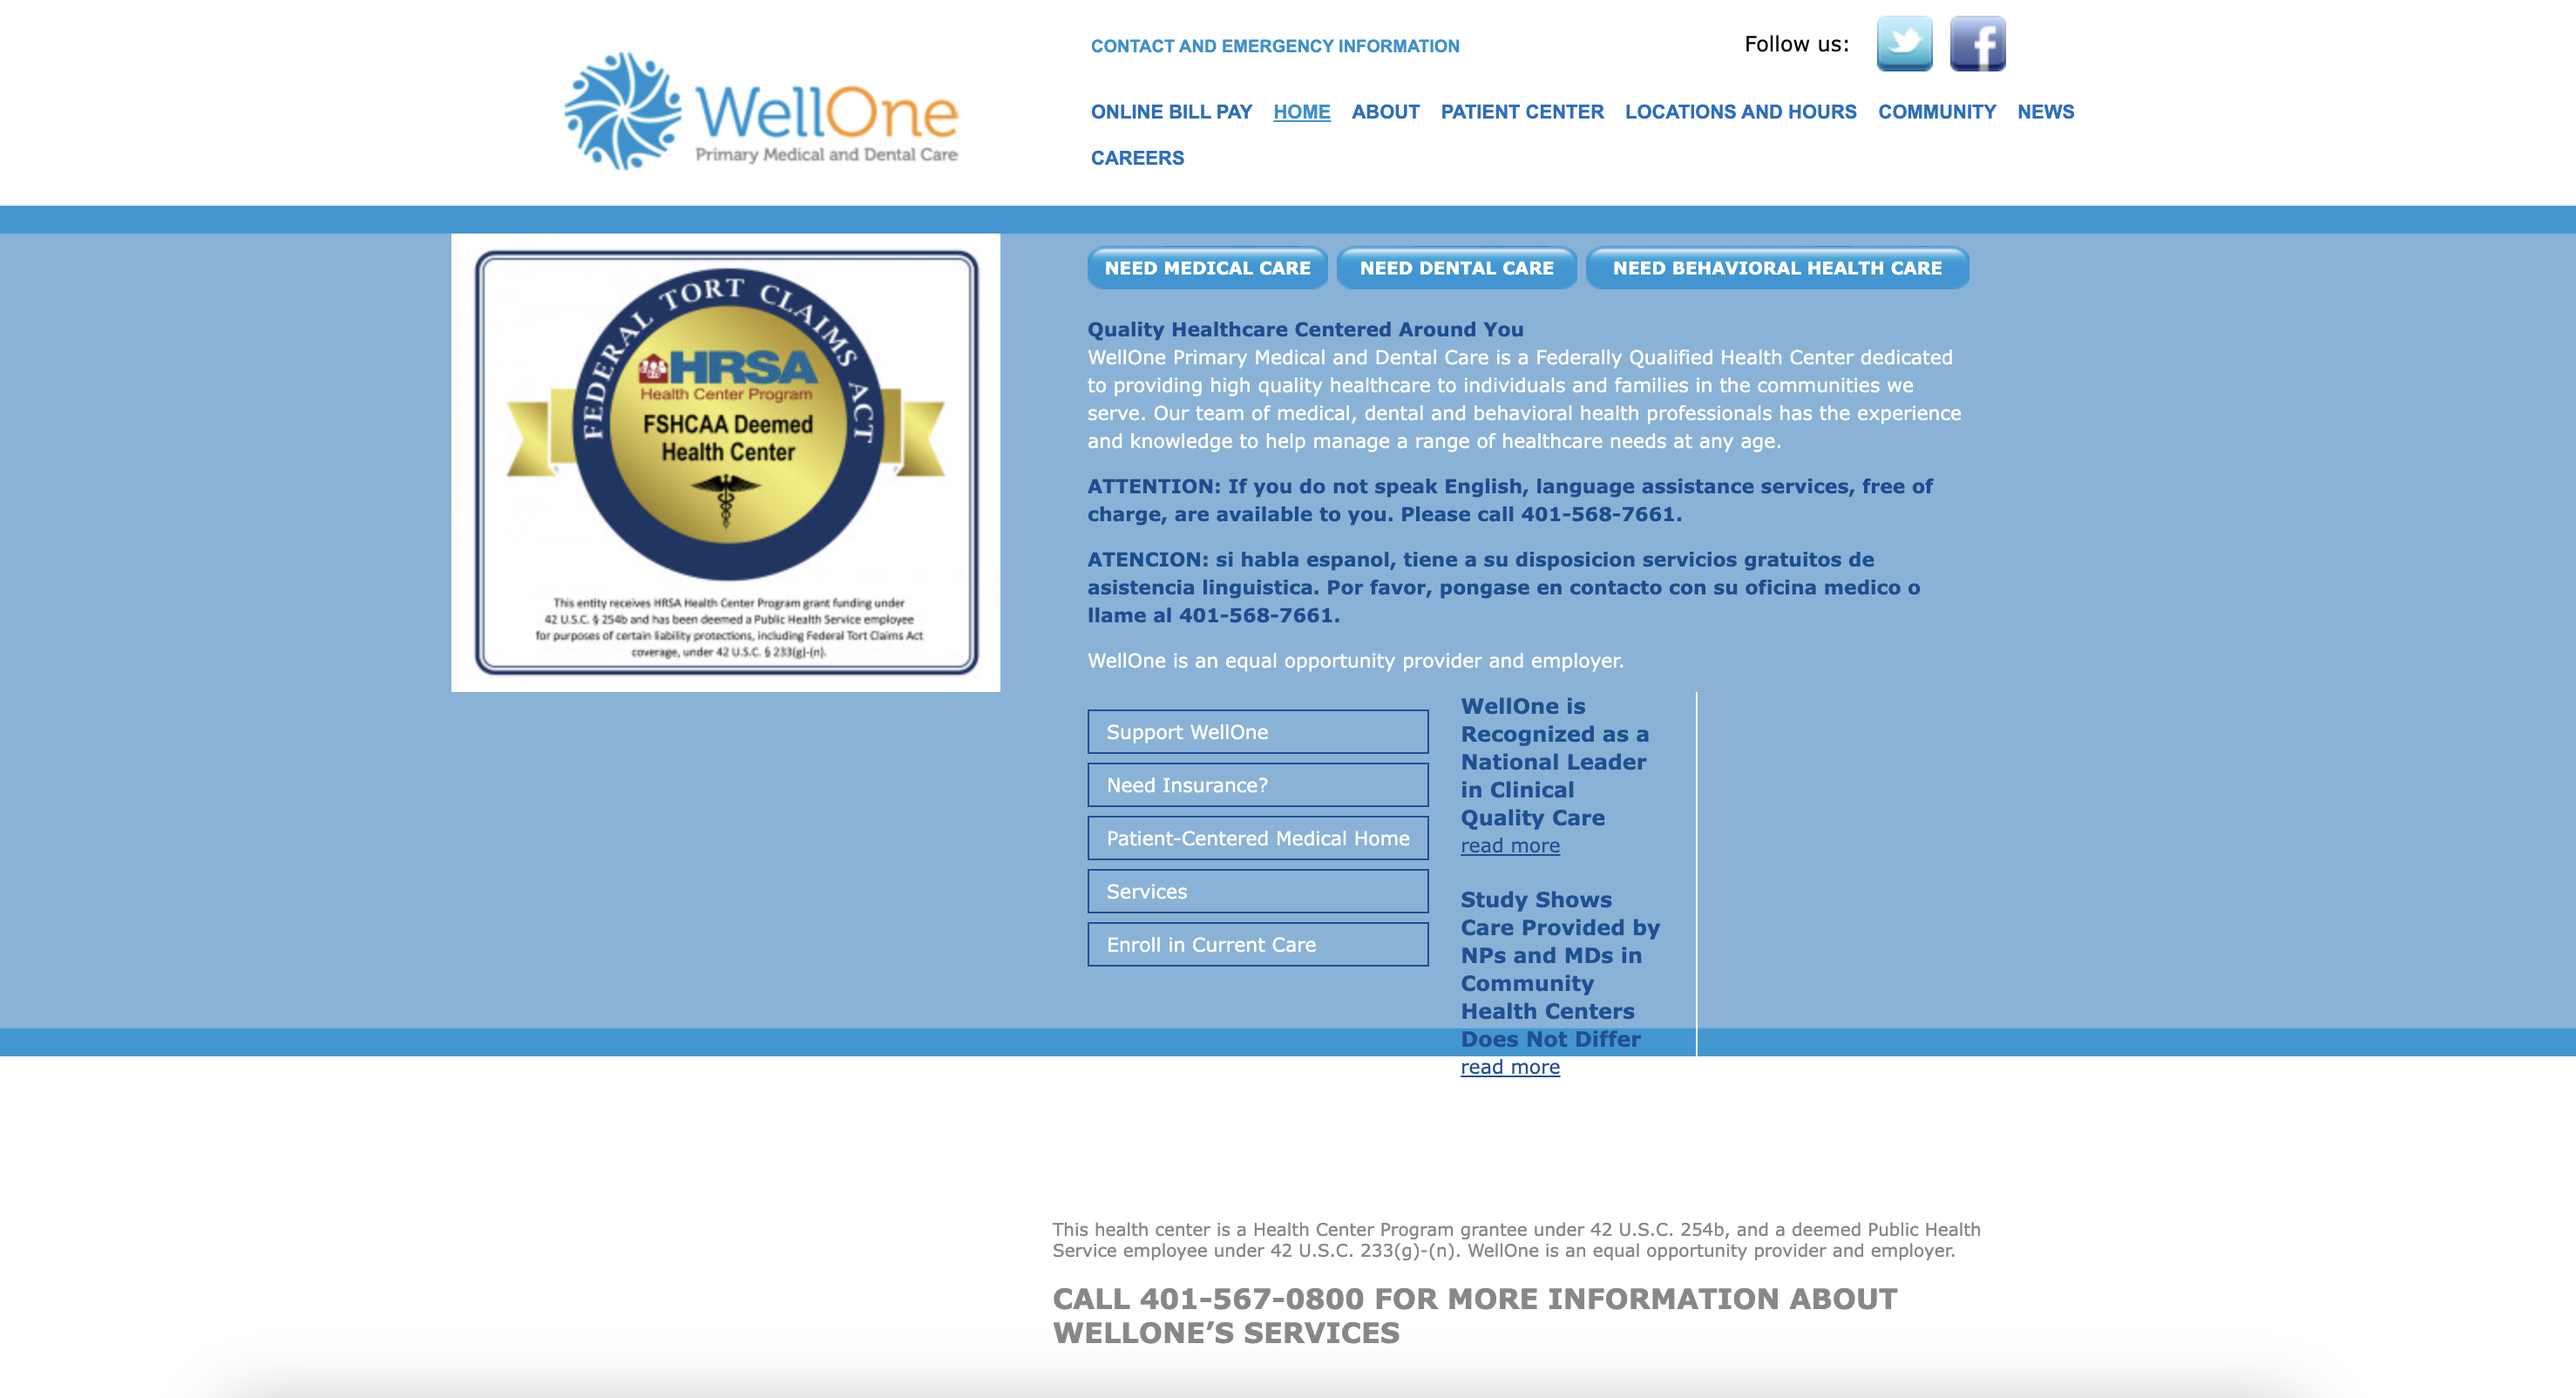 CONTACT AND EMERGENCY INFORMATION
Follow us:
WellOne
Primary Medical and Dental Care
ONLINE BILL PAY HOME ABOUT PATIENT CENTER LOCATIONS AND HOURS COMMUNITY NEWS
CAREERS
FEDERAL TORT CLAIMS ACT
HRSA
Health Center Program
FSHCAA Deemed
Health Center
This entity receives HRSA Health Center Program grant funding under
42 U.S.C. § 254b and has been deemed a Public Health Service employee
for purposes of certain liability protections, including Federal Tort Claims Act
coverage, under 42 U.S.C. § 233(g)-(n).
NEED MEDICAL CARE NEED DENTAL CARE NEED BEHAVIORAL HEALTH CARE
Quality Healthcare Centered Around You
WellOne Primary Medical and Dental Care is a Federally Qualified Health Center dedicated
to providing high quality healthcare to individuals and families in the communities we
serve. Our team of medical, dental and behavioral health professionals has the experience
and knowledge to help manage a range of healthcare needs at any age.
ATTENTION: If you do not speak English, language assistance services, free of
charge, are available to you. Please call 401-568-7661.
ATENCION: si habla espanol, tiene a su disposicion servicios gratuitos de
asistencia linguistica. Por favor, pongase en contacto con su oficina medico o
llame al 401-568-7661.
WellOne is an equal opportunity provider and employer.
Support WellOne
Need Insurance?
Patient-Centered Medical Home
Services
Enroll in Current Care
WellOne is
Recognized as a
National Leader
in Clinical
Quality Care
read more
Study Shows
Care Provided by
NPs and MDs in
Community
Health Centers
Does Not Differ
read more
This health center is a Health Center Program grantee under 42 U.S.C. 254b, and a deemed Public Health
Service employee under 42 U.S.C. 233(g)-(n). WellOne is an equal opportunity provider and employer.
CALL 401-567-0800 FOR MORE INFORMATION ABOUT
WELLONE’S SERVICES